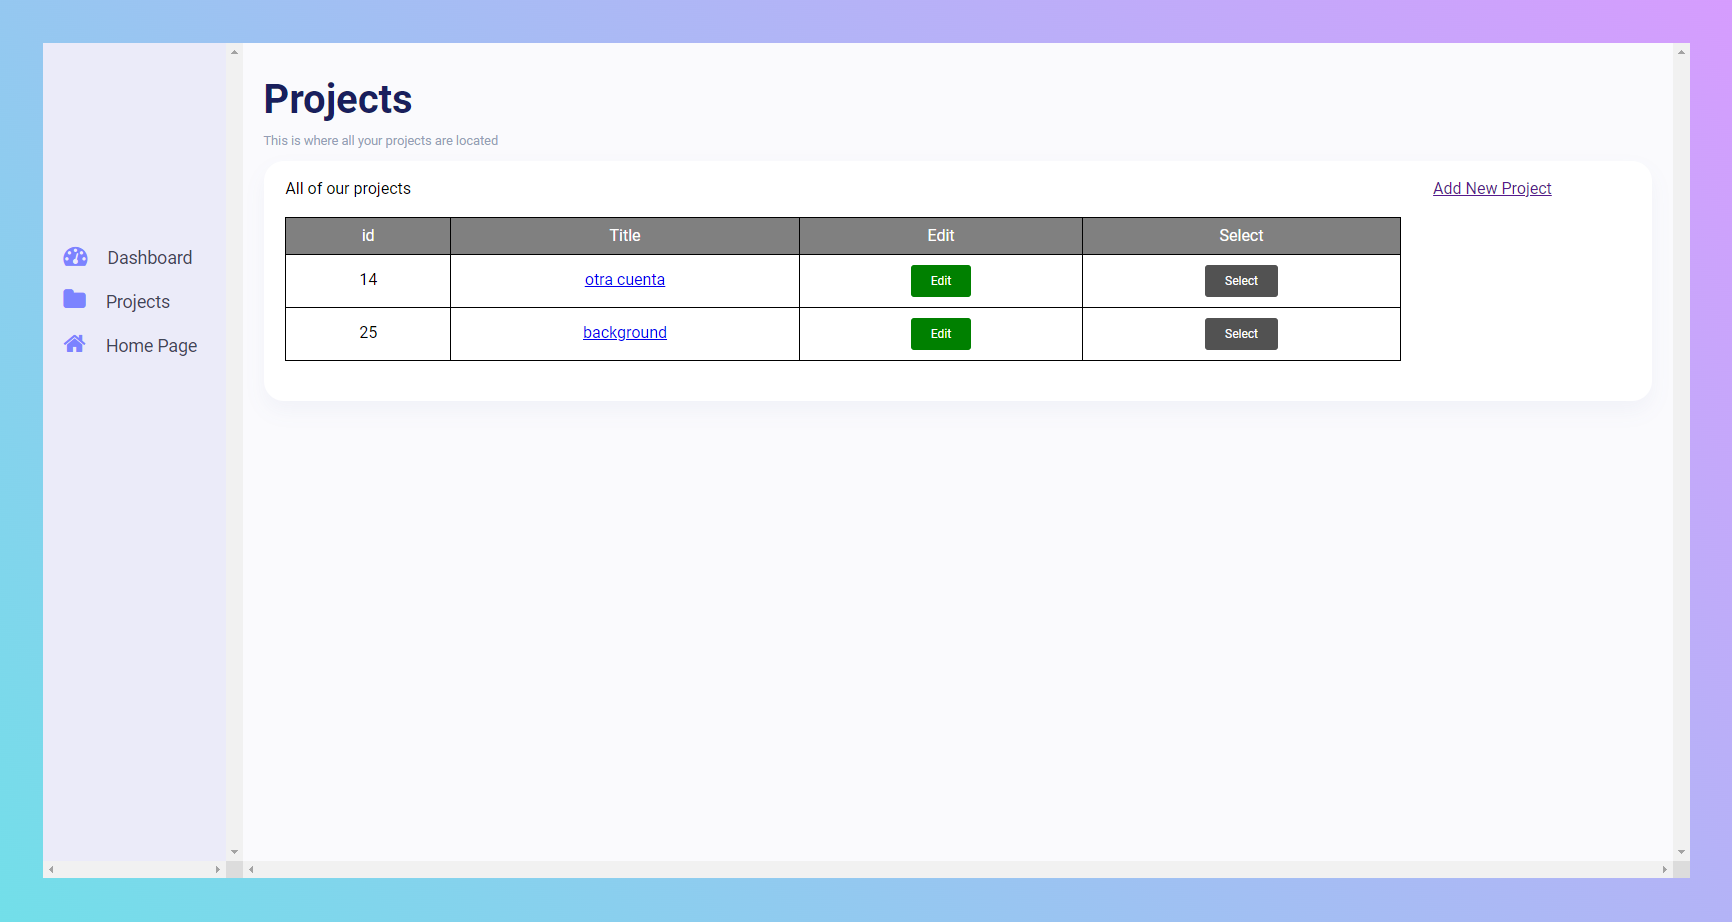 Dashboard
Projects
Home Page
Projects
This is where all your projects are located
All of our projects
Add New Project
id Title Edit Select
14 otra cuenta Edit Select
25 background Edit Select